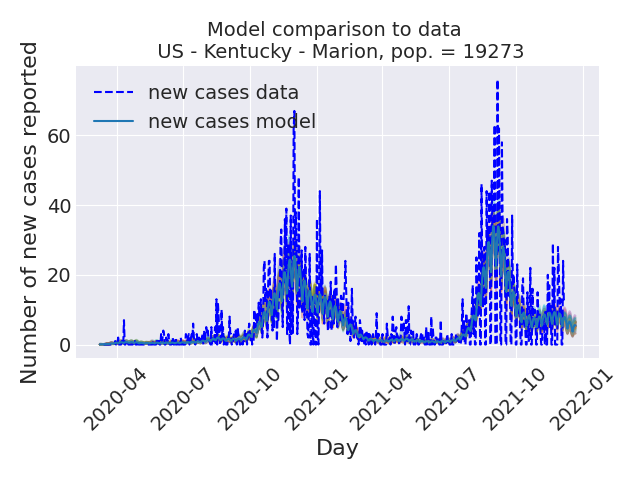 Model comparison to data
US - Kentucky - Marion, pop. = 19273
Number of new cases reported
new cases data
new cases model
60
40
20
0
2020-04
2020-07
2020-10
2021-01
2021-04
2021-07
2021-10
2022-01
Day